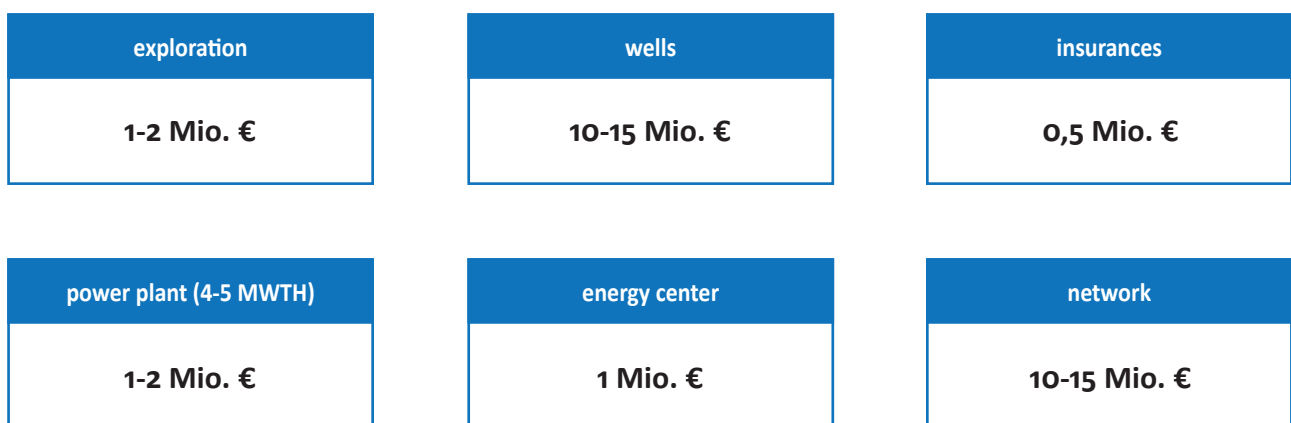 exploration
1-2 Mio. €
wells
10-15 Mio. €
insurances
0,5 Mio. €
power plant (4-5 MWTH)
1-2 Mio. €
energy center
1 Mio. €
network
10-15 Mio. €